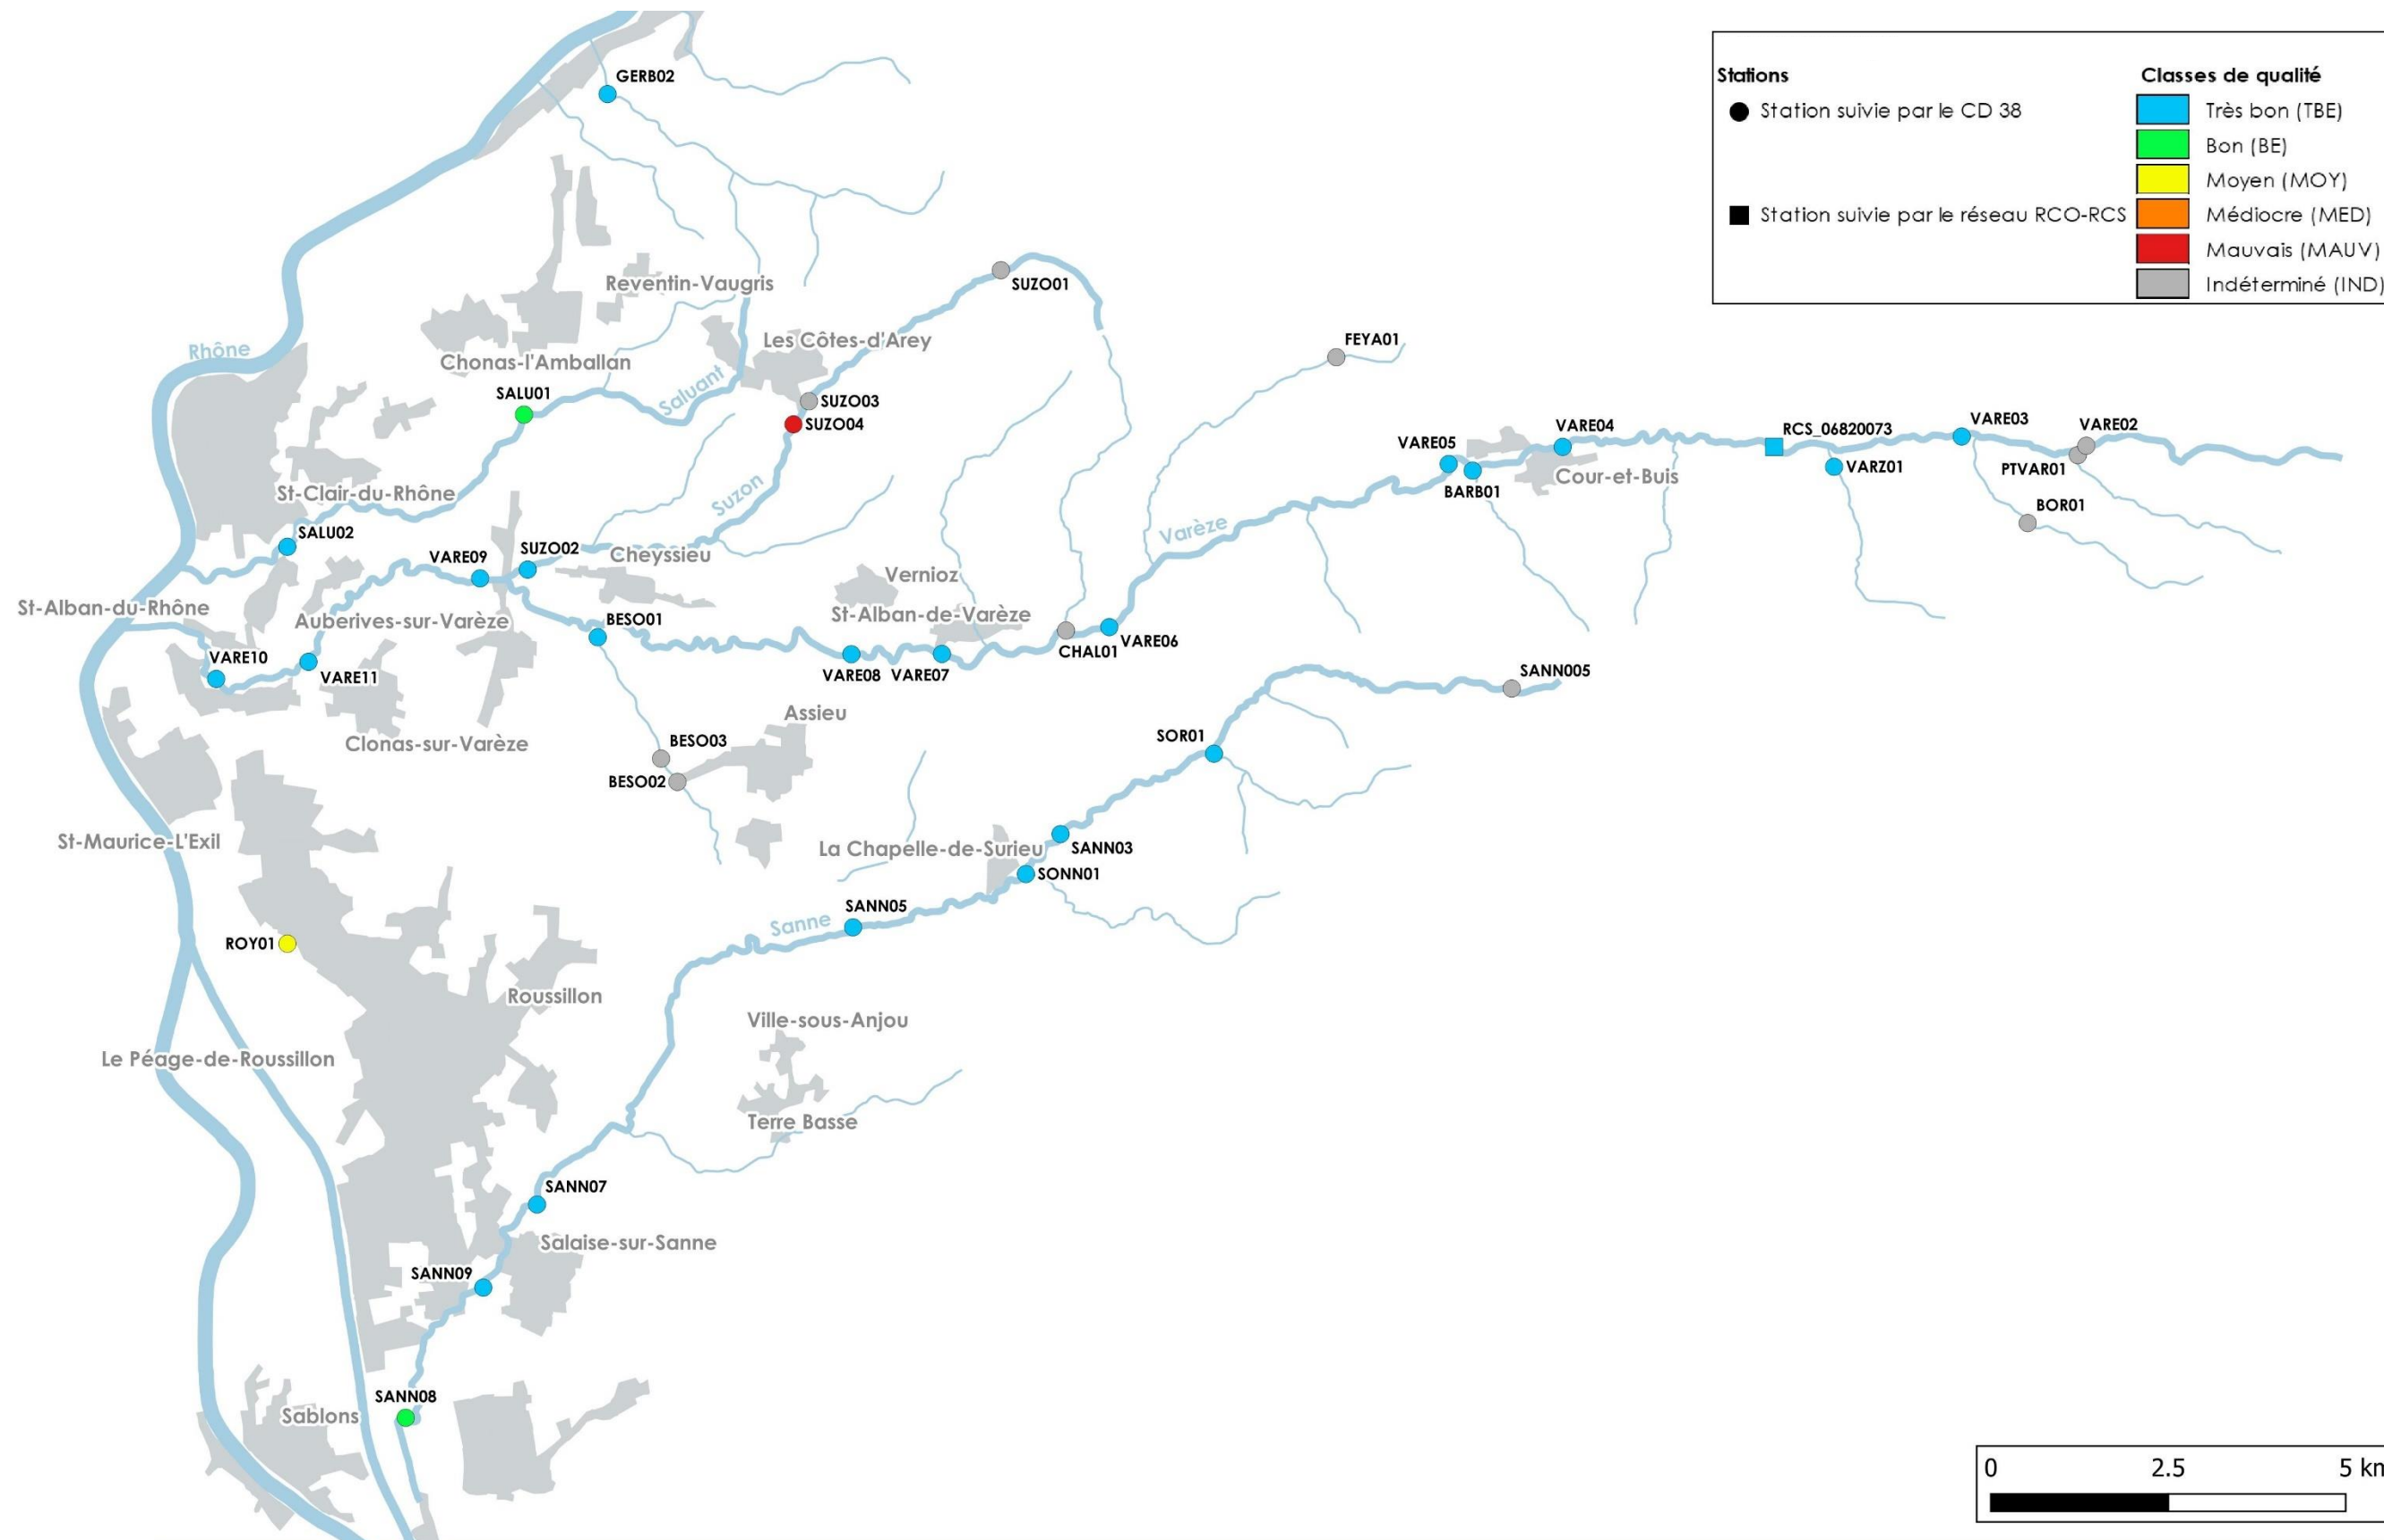 GERB02
Stations
Classes de qualité
Station suivie par le CD 38
Très bon (TBE)
Bon (BE)
Moyen (MOY)
Station suivie par le réseau RCO-RCS
Médiocre (MED)
Mauvais (MAUV)
Indéterminé (IND)
Reventin-Vaugris
SUZO01
Rhône
Chonas-l'Amballan
Les Côtes-d'Arey
FEYA01
SALU01
Saluant
SUZO03
SUZO04
VARE05
VARE04
RCS_06820073
VARE03
VARE02
PTVAR01
VARZ01
BARB01
Cour-et-Buis
BOR01
St-Clair-du-Rhône
Suzon
SALU02
Varèze
VARE09
SUZO02
Cheyssieu
Vernioz
St-Alban-du-Rhône
Auberives-sur-Varèze
BESO01
St-Alban-de-Varèze
VARE10
VARE11
VARE08
VARE07
CHAL01
VARE06
SANN005
Clonas-sur-Varèze
Assieu
BESO03
BESO02
SOR01
St-Maurice-L'Exil
La Chapelle-de-Surieu
SANN03
SONN01
SANN05
Sanne
ROY01
Roussillon
Ville-sous-Anjou
Le Péage-de-Roussillon
Terre Basse
SANN07
Salaise-sur-Sanne
SANN09
SANN08
Sablons
0 2.5 5 km